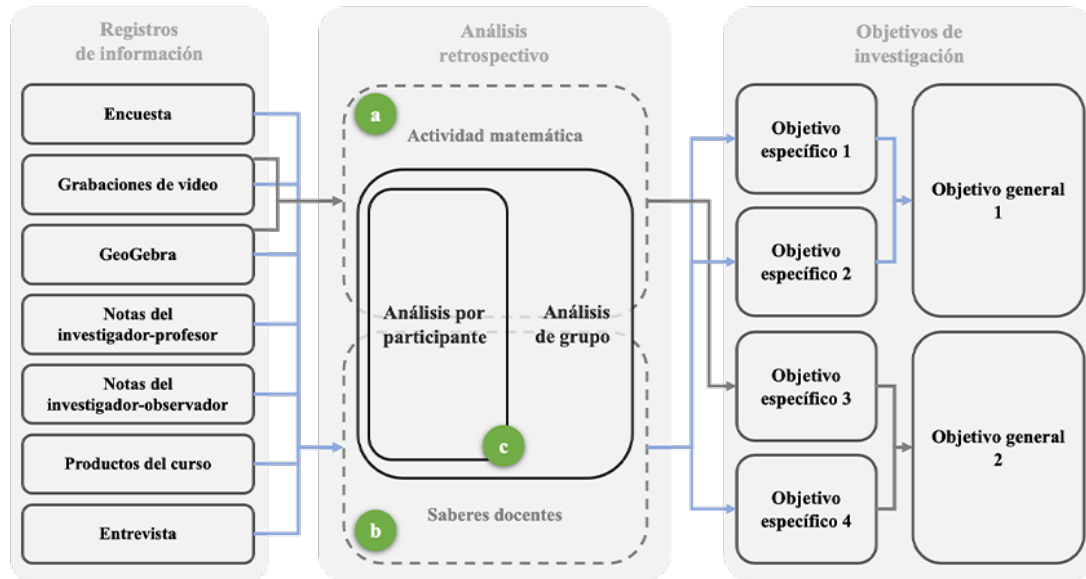 Registros
de información
Encuesta
Grabaciones de video
GeoGebra
Notas del
investigador-profesor
Notas del
investigador-observador
Productos del curso
Entrevista
Análisis
retrospectivo
a
Actividad matemática
Análisis por
participante
Análisis
de grupo
c
Saberes docentes
b
Objetivos de
investigación
Objetivo
específico 1
Objetivo
específico 2
Objetivo
específico 3
Objetivo
específico 4
Objetivo general
1
Objetivo general
2